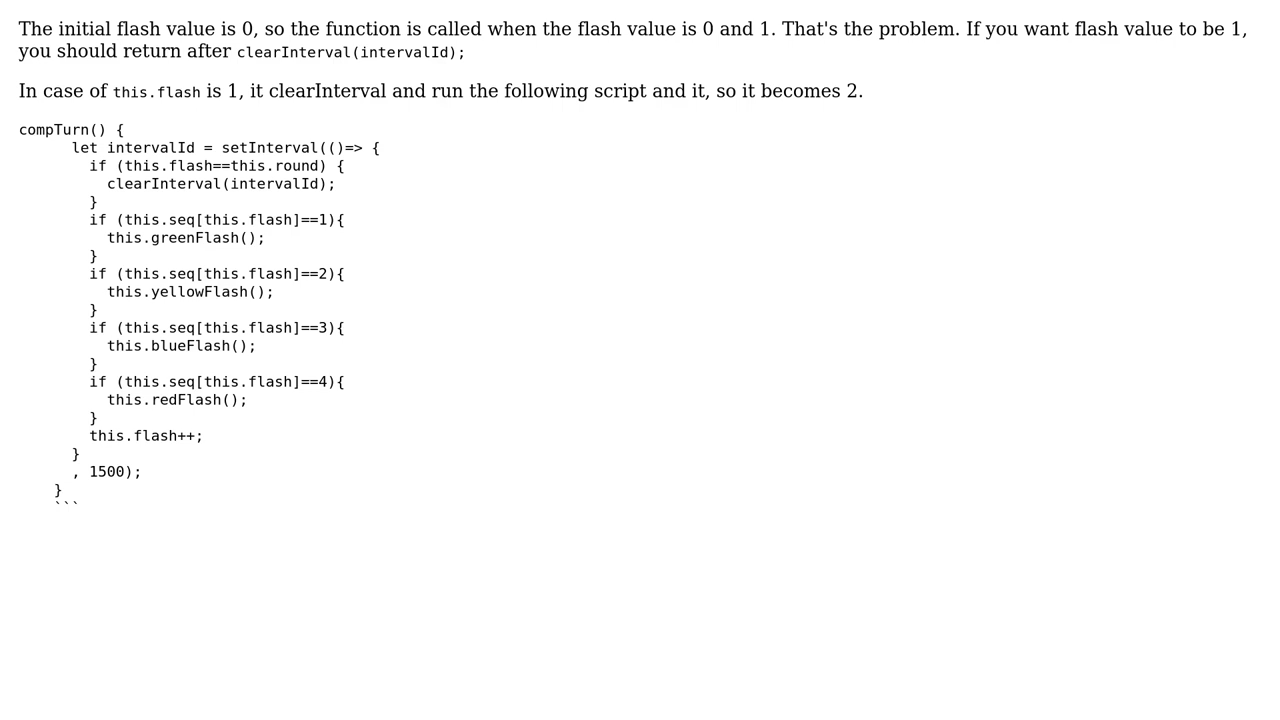 The initial flash value is 0, so the function is called when the flash value is 0 and 1. That's the problem. If you want flash value to be 1,
you should return after clearInterval(intervalId);
In case of this.flash is 1, it clearInterval and run the following script and it, so it becomes 2.
compTurn() {
      let intervalId = setInterval(()=> {
        if (this.flash==this.round) {
          clearInterval(intervalId);
        }
        if (this.seq[this.flash]==1){
          this.greenFlash();
        }
        if (this.seq[this.flash]==2){
          this.yellowFlash();
        }
        if (this.seq[this.flash]==3){
          this.blueFlash();
        }
        if (this.seq[this.flash]==4){
          this.redFlash();
        }
        this.flash++;
      }
      , 1500);
    }
    ```